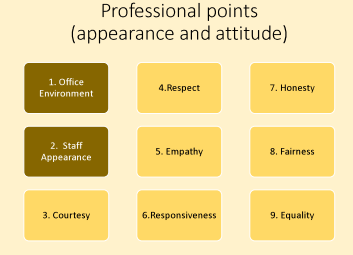 Professional points
(appearance and attitude)
1. Office
Environment
2. Staff
Appearance
3. Courtesy
4.Respect
5. Empathy
6.Responsiveness
7. Honesty
8. Fairness
9. Equality